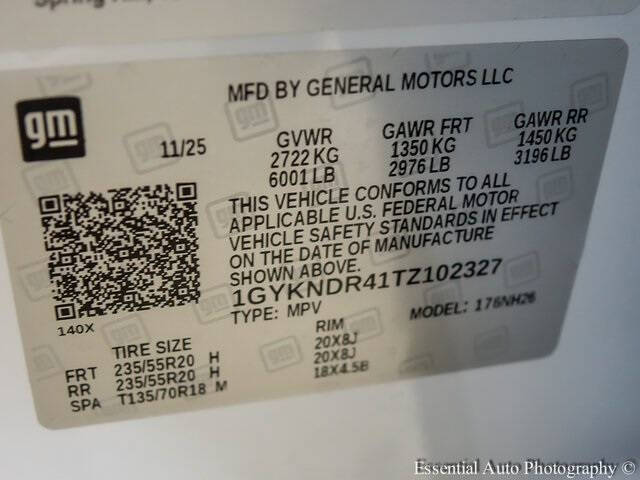 MFD BY GENERAL MOTORS LLC
gm
11/25
GVWR
2722 KG
6001 LB
GAWR FRT
1350 KG
2976 LB
GAWR RR
1450 KG
3196 LB
THIS VEHICLE CONFORMS TO ALL
APPLICABLE U.S. FEDERAL MOTOR
VEHICLE SAFETY STANDARDS IN EFFECT
ON THE DATE OF MANUFACTURE
SHOWN ABOVE.
1GYKNDR41TZ102327
TYPE: MPV MODEL: 176NH26
140X
TIRE SIZE RIM
FRT 235/55R20 H 20X8J
RR 235/55R20 H 20X8J
SPA T135/70R18 M 18X4.5B
Essential Auto Photography ©